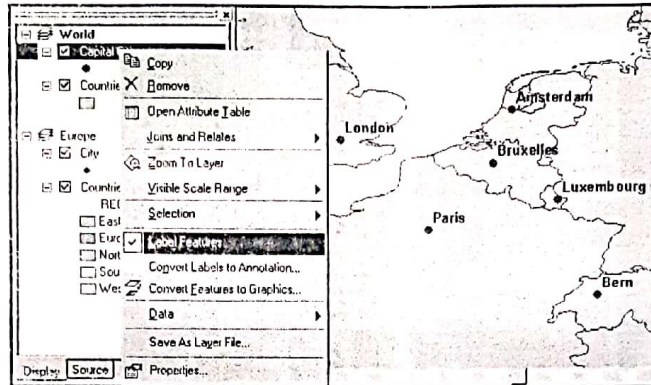 World
Capital
Countrie
Europe
City
Countrie
REG
East
Euro
Nort
Sou
Wes
Display Source
Copy
Remove
Open Attribute Table
Joins and Relates
Zoom To Layer
Visible Scale Range
Selection
Label Features
Convert Labels to Annotation...
Convert Features to Graphics...
Data
Save As Layer File...
Properties...
Amsterdam
London
Bruxelles
Luxembourg
Paris
Bern